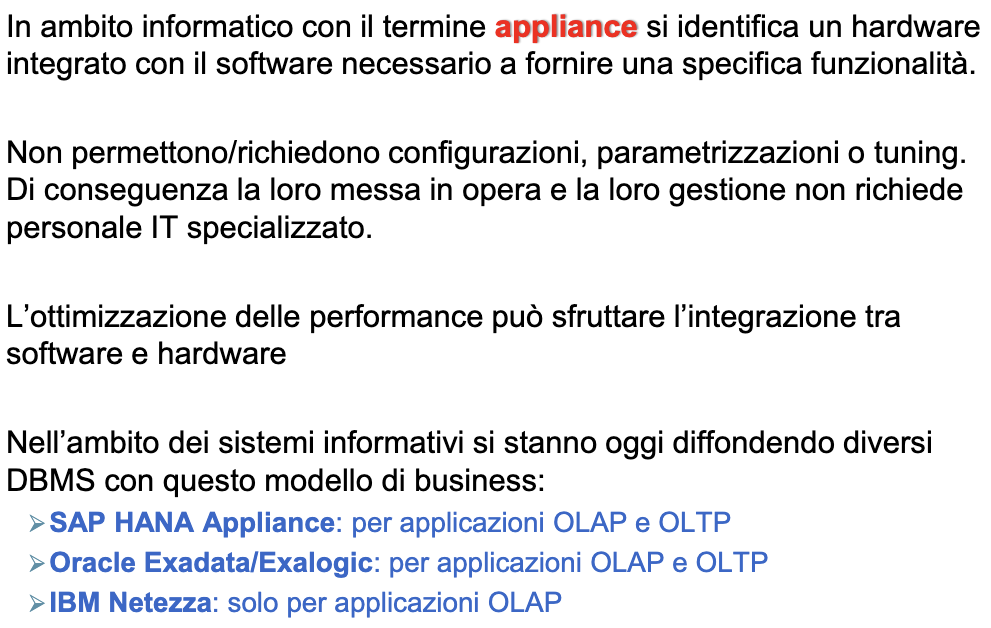 In ambito informatico con il termine appliance si identifica un hardware
integrato con il software necessario a fornire una specifica funzionalità.
Non permettono/richiedono configurazioni, parametrizzazioni o tuning.
Di conseguenza la loro messa in opera e la loro gestione non richiede
personale IT specializzato.
L’ottimizzazione delle performance può sfruttare l’integrazione tra
software e hardware
Nell’ambito dei sistemi informativi si stanno oggi diffondendo diversi
DBMS con questo modello di business:
➢SAP HANA Appliance: per applicazioni OLAP e OLTP
➢Oracle Exadata/Exalogic: per applicazioni OLAP e OLTP
➢IBM Netezza: solo per applicazioni OLAP